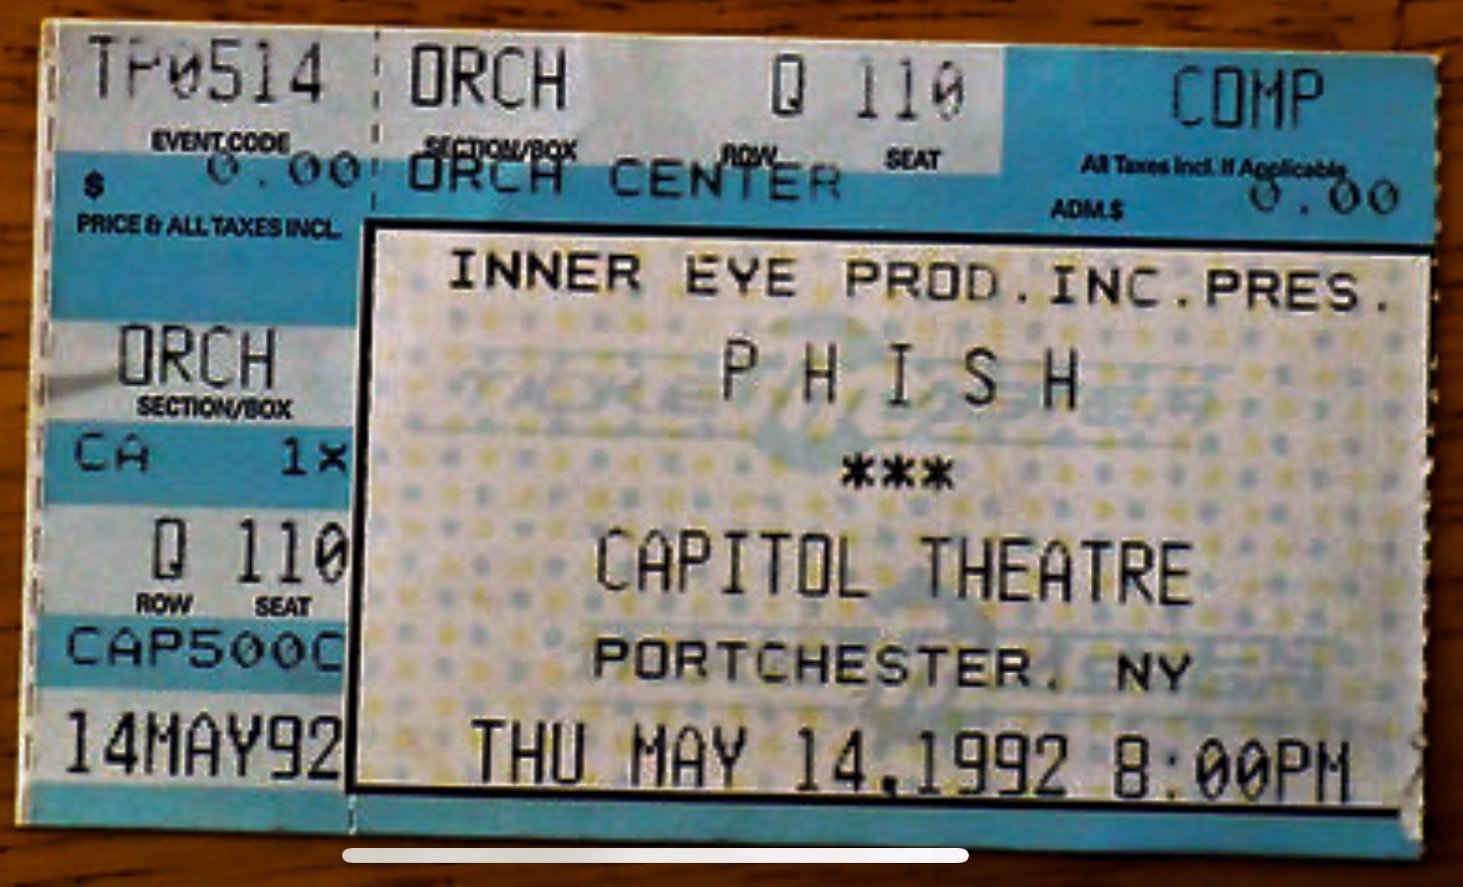 TP0514
EVENT CODE
$ 0.00
PRICE & ALL TAXES INCL.
ORCH
SECTION/BOX
CA 1x
Q 110
ROW SEAT
CAP500C
14MAY92
ORCH Q 110 COMP
SECTION/BOX ROW SEAT
All Taxes Incl. If Applicable
ORCH CENTER ADM.$ 0.00
INNER EYE PROD.INC.PRES.
P H I S H
TICKETMASTER
***
CAPITOL THEATRE
PORTCHESTER. NY
THU MAY 14,1992 8:00PM